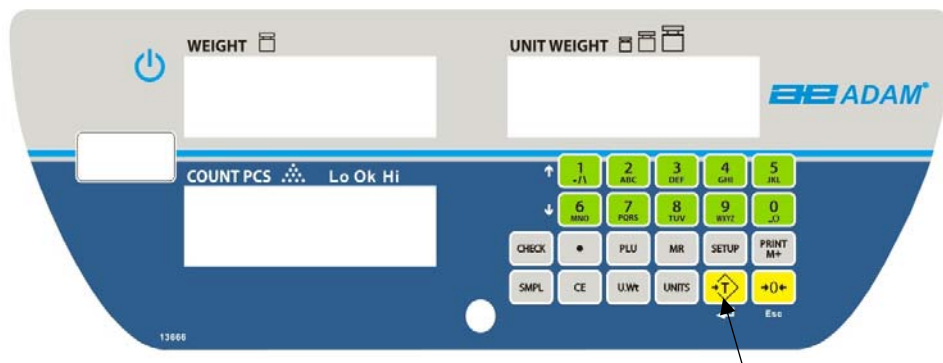 WEIGHT
UNIT WEIGHT
ADAM
COUNT PCS Lo Ok Hi
1 2 3 4 5
./\ ABC DEF GHI JKL
6 7 8 9 0
MNO PQRS TUV WXYZ
CHECK • PLU MR SETUP PRINT M+
SMPL CE U.Wt UNITS →T →0←
Esc
13666